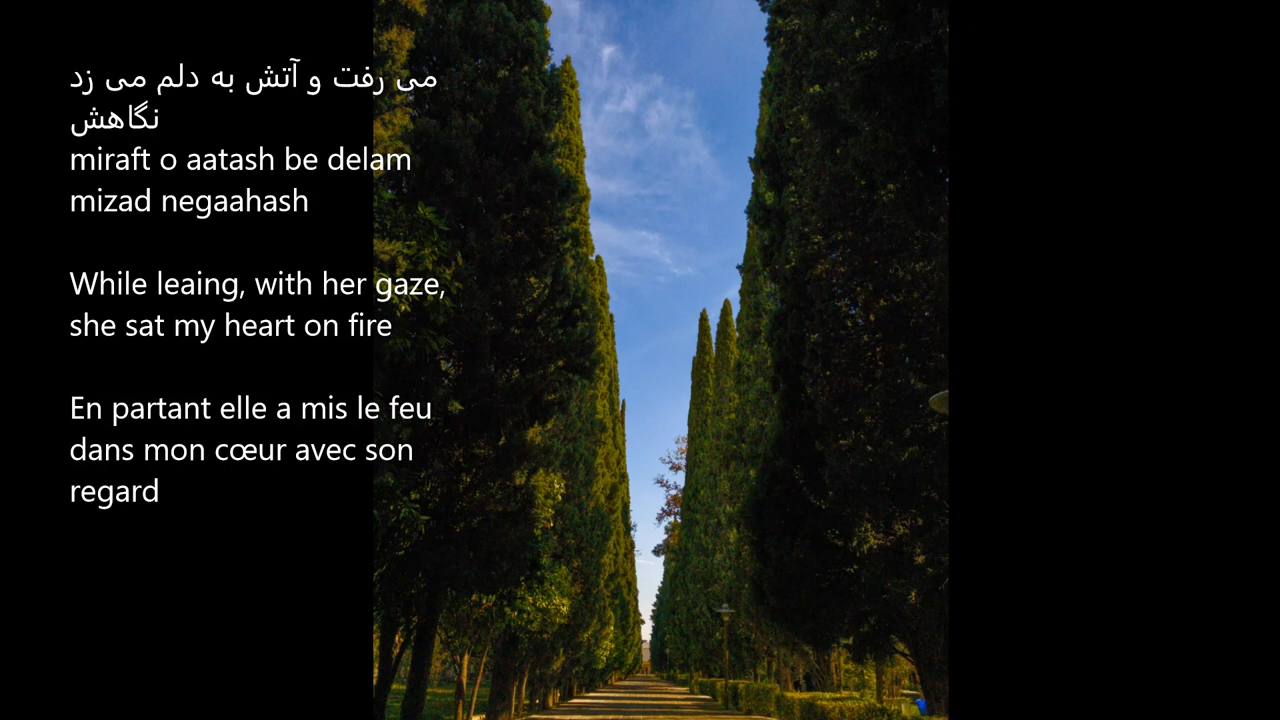 می رفت و آتش به دلم می زد
نگاهش
miraft o aatash be delam
mizad negaahash
While leaing, with her gaze,
she sat my heart on fire
En partant elle a mis le feu
dans mon cœur avec son
regard